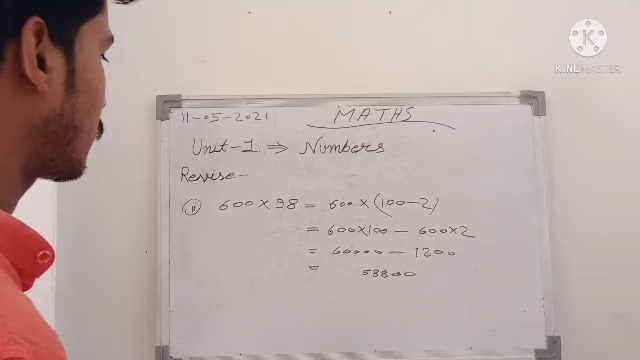 KINEMASTER
11-05-2021 MATHS
Unit-1 ⇒ Numbers
Revise-
(ii) 600 × 98 = 600 × (100-2)
= 600×100 - 600×2
= 60000 - 1200
= 58800